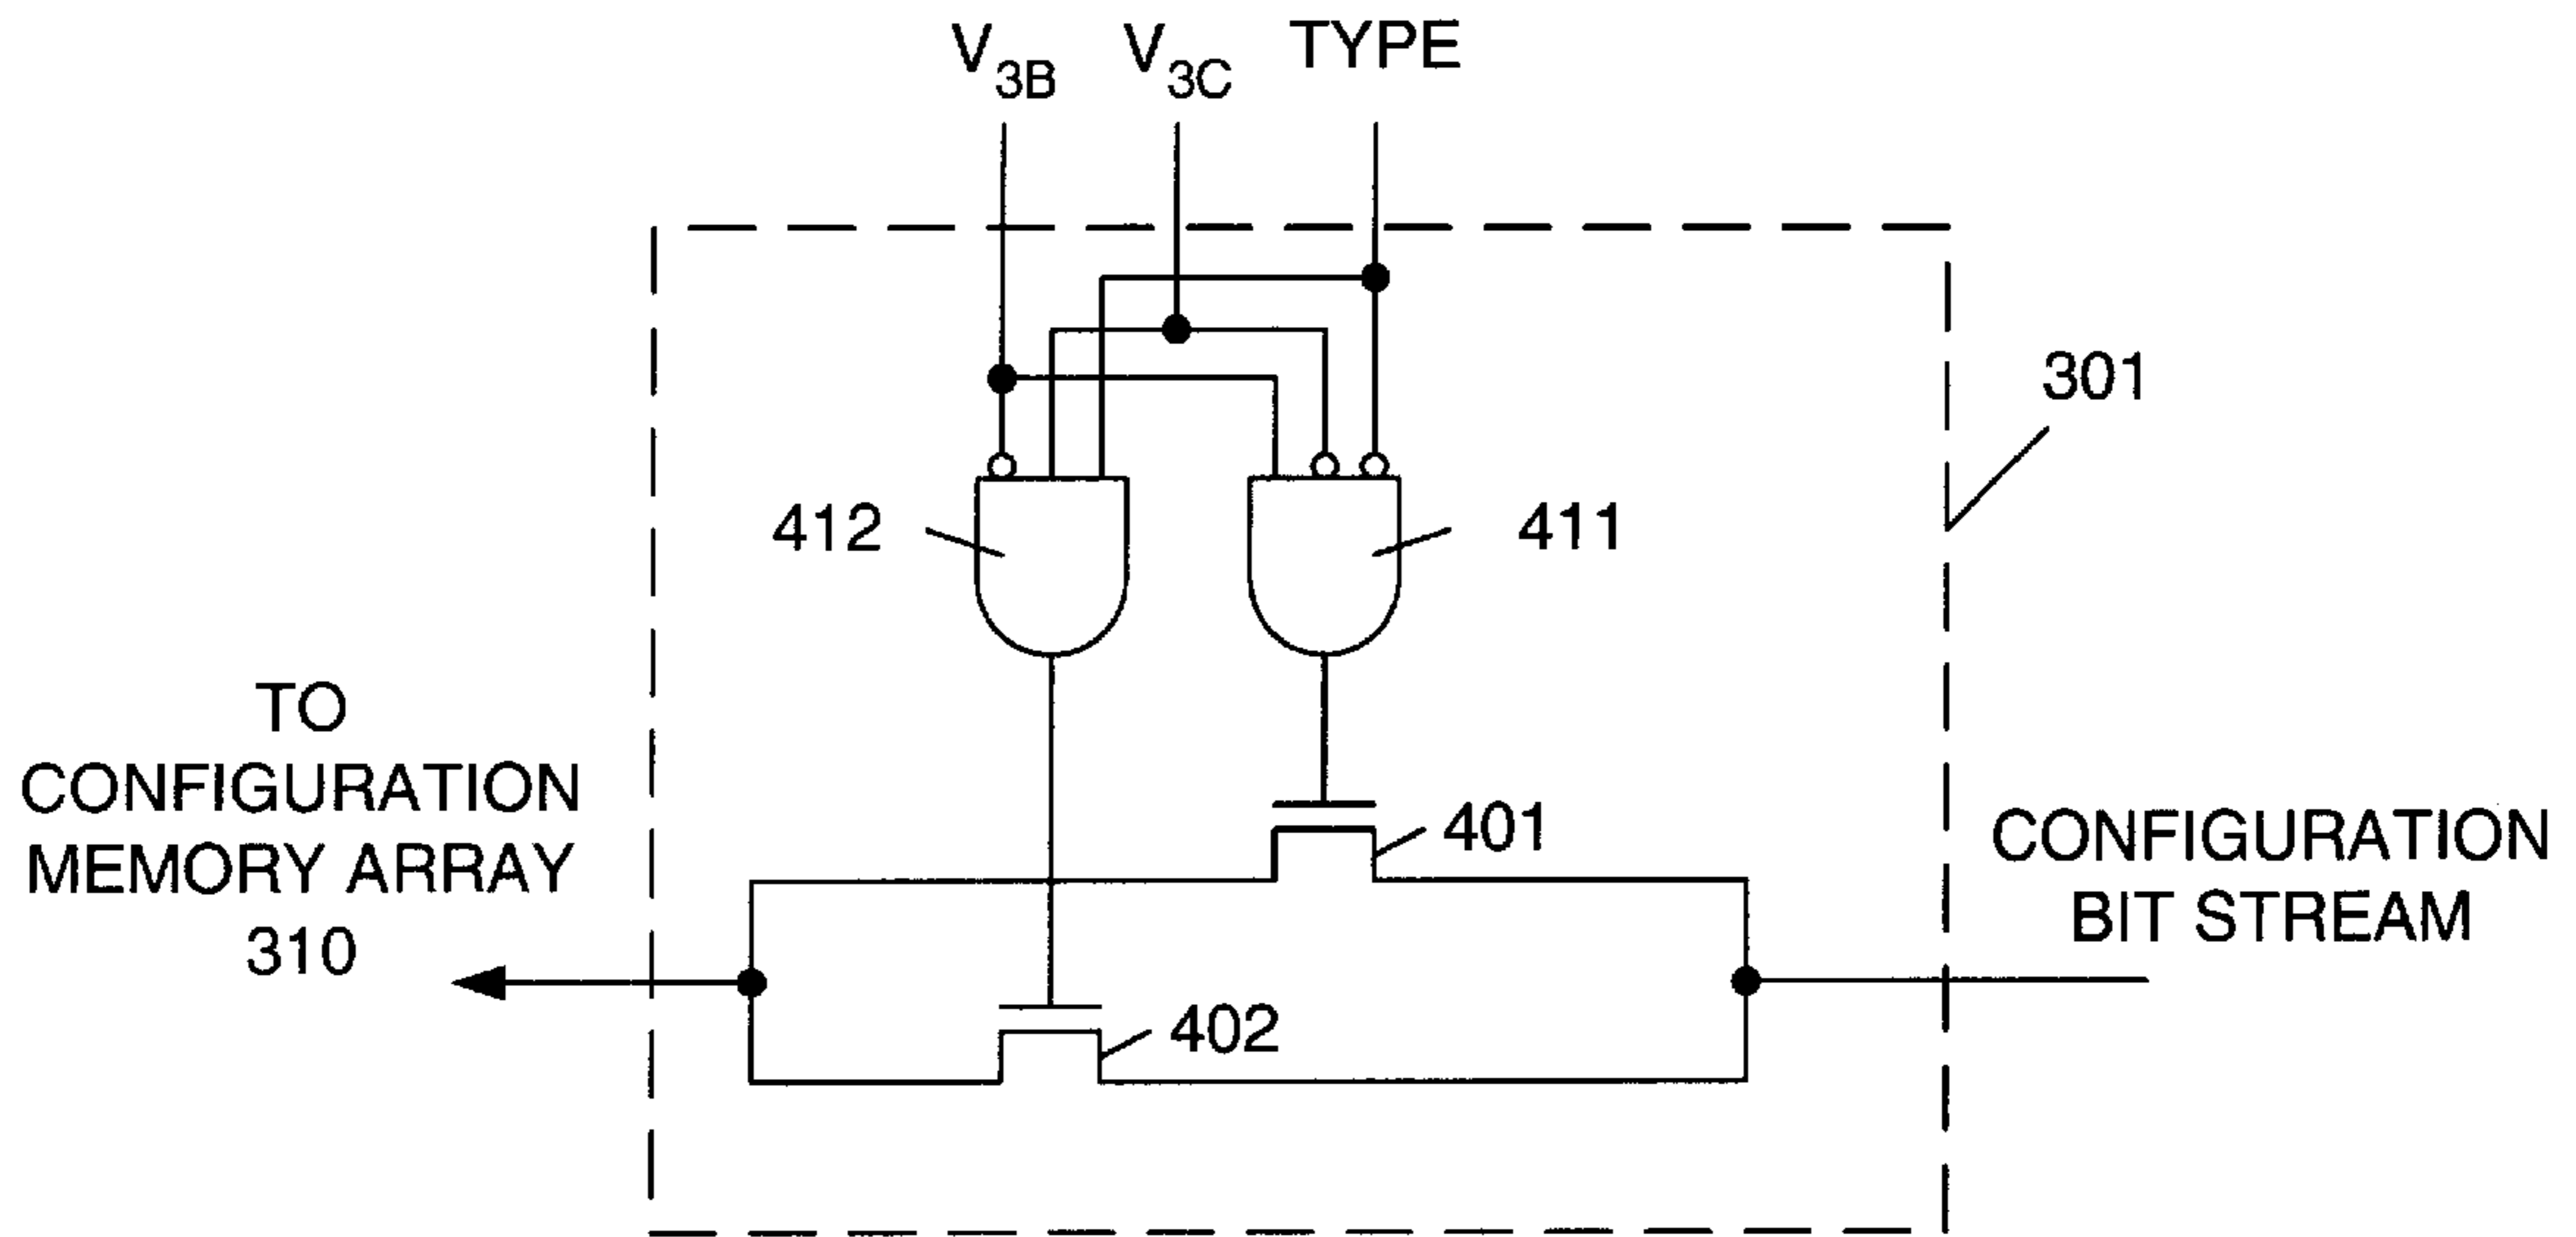 V3B V3C TYPE
301
412 411
TO
CONFIGURATION
MEMORY ARRAY
310
401
CONFIGURATION
BIT STREAM
402